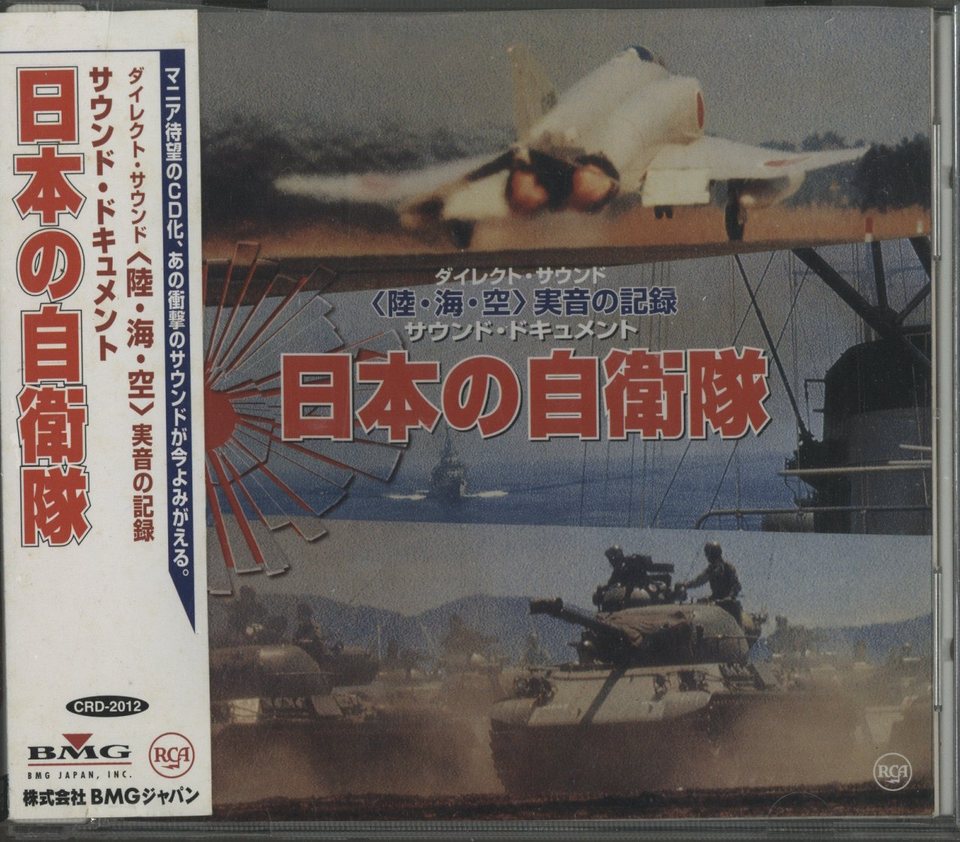 マニア待望のCD化、あの衝撃のサウンドが今よみがえる。
ダイレクト・サウンド〈陸・海・空〉実音の記録
サウンド・ドキュメント
日本の自衛隊
CRD-2012
BMG
BMG JAPAN, INC.
RCA
株式会社 BMGジャパン
ダイレクト・サウンド
〈陸・海・空〉実音の記録
サウンド・ドキュメント
日本の自衛隊
RCA